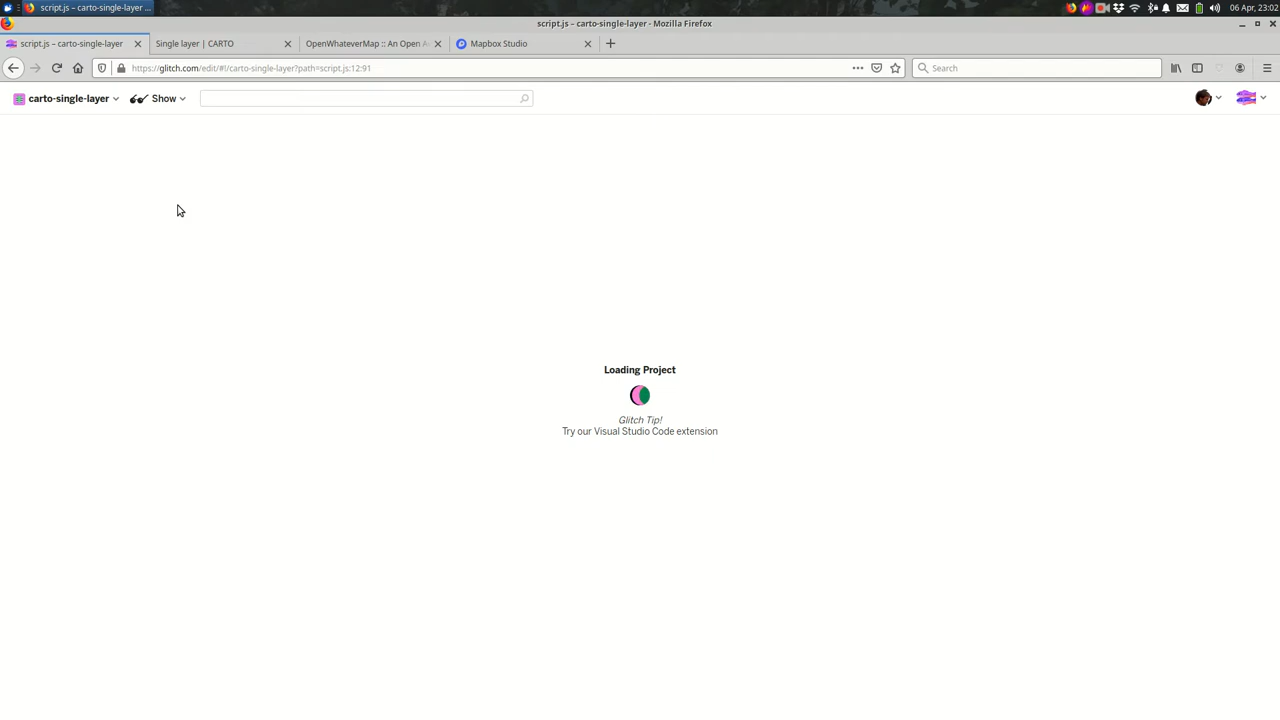 script.js – carto-single-layer ...
06 Apr, 23:02
script.js – carto-single-layer - Mozilla Firefox
script.js – carto-single-layer
Single layer | CARTO
OpenWhateverMap :: An Open A
Mapbox Studio
https://glitch.com/edit/#!/carto-single-layer?path=script.js:12:91
Search
carto-single-layer
Show
Loading Project
Glitch Tip!
Try our Visual Studio Code extension